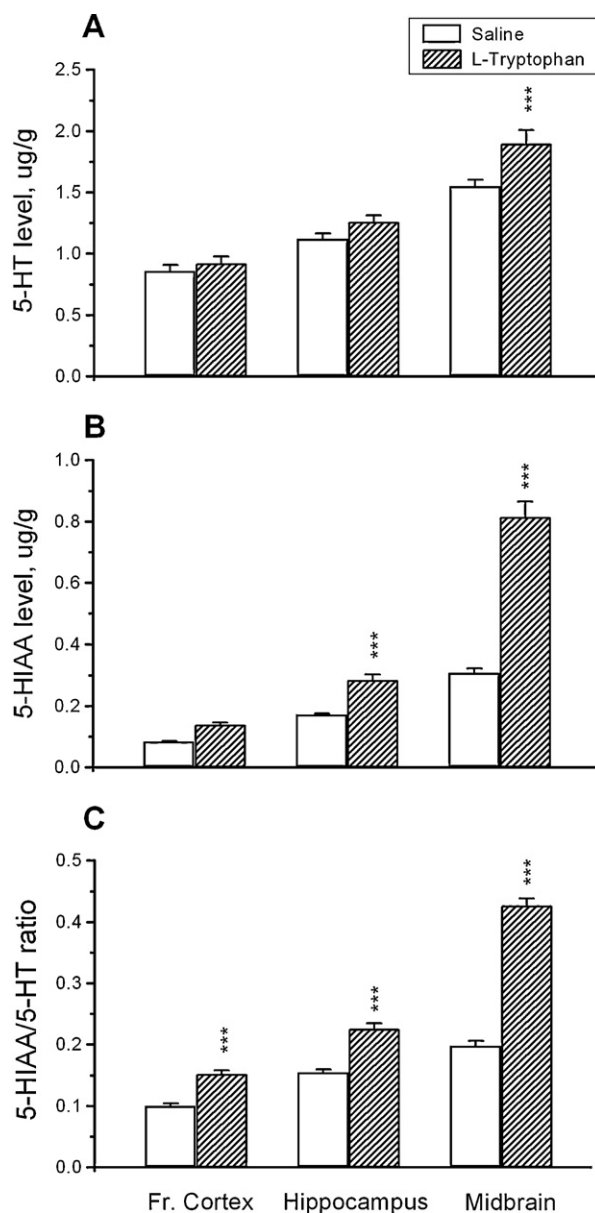 A
Saline
L-Tryptophan
5-HT level, ug/g
2.5
2.0
1.5
1.0
0.5
0.0
***
B
5-HIAA level, ug/g
1.0
0.8
0.6
0.4
0.2
0.0
***
***
C
5-HIAA/5-HT ratio
0.5
0.4
0.3
0.2
0.1
0.0
***
***
***
Fr. Cortex Hippocampus Midbrain